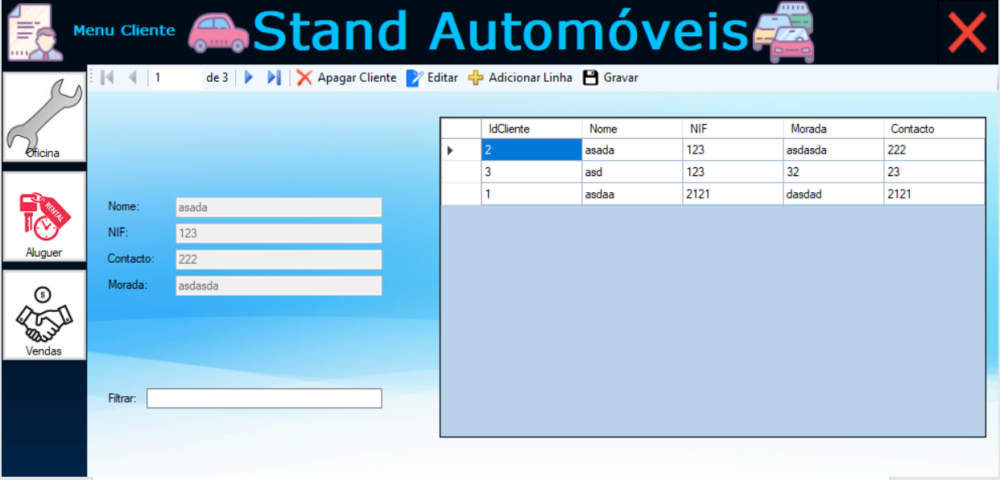 Menu Cliente
Stand Automóveis
1 de 3 Apagar Cliente Editar Adicionar Linha Gravar
Oficina
RENTAL
Aluguer
$
Vendas
Nome: asada
NIF: 123
Contacto: 222
Morada: asdasda
Filtrar:
IdCliente Nome NIF Morada Contacto
2 asada 123 asdasda 222
3 asd 123 32 23
1 asdaa 2121 dasdad 2121